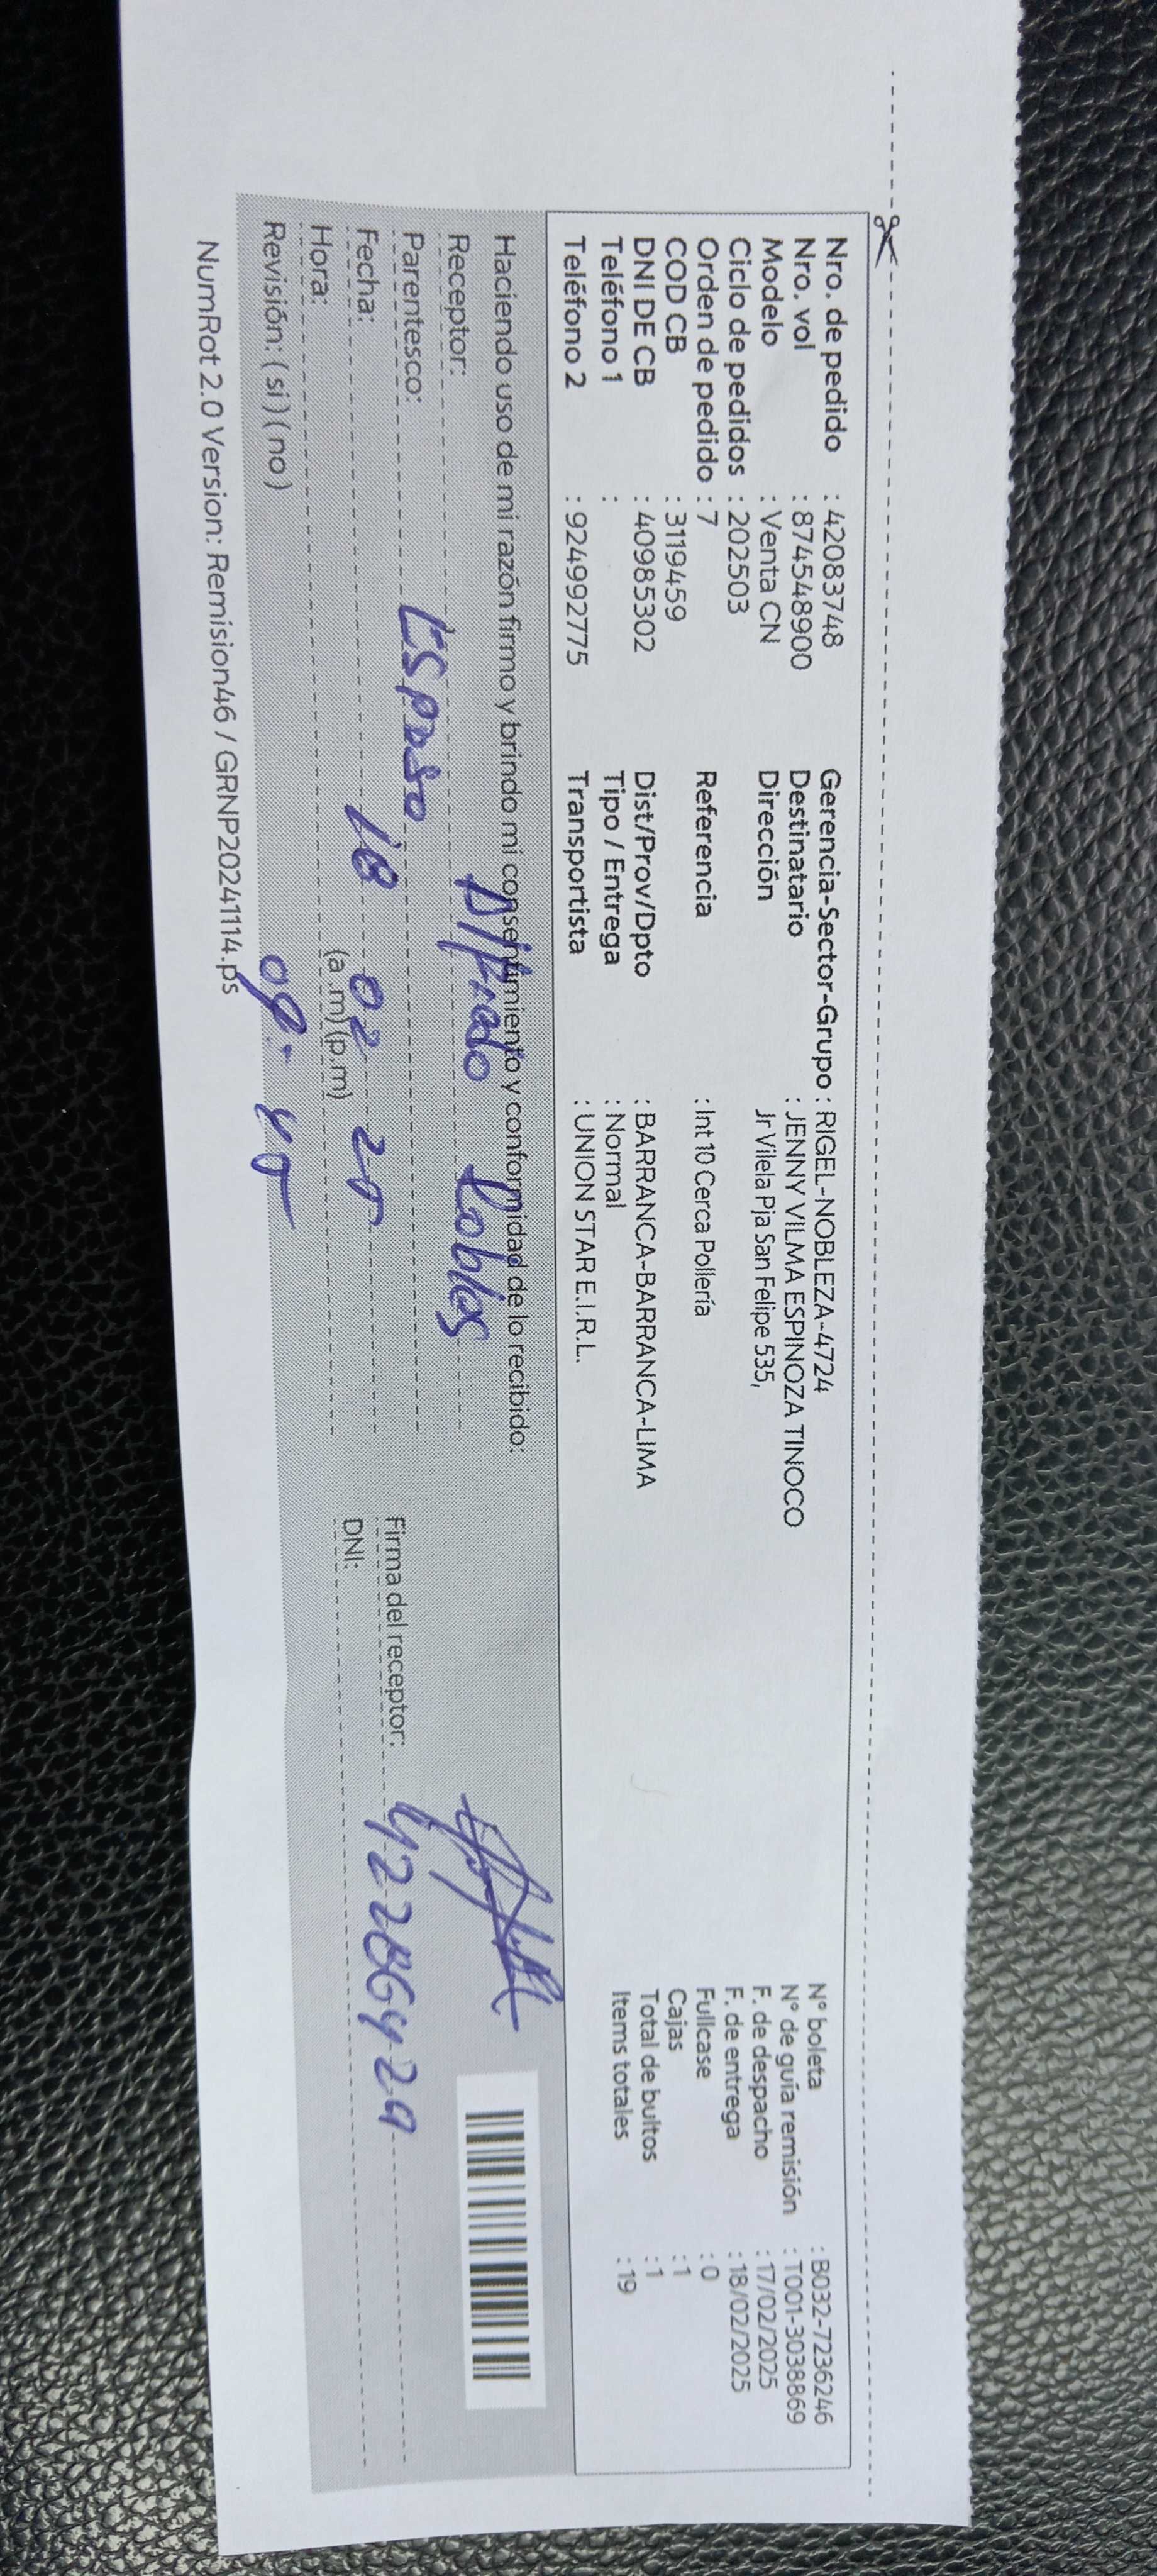 Nro. de pedido : 42083748
Nro. vol : 874548900
Modelo : Venta CN
Ciclo de pedidos : 202503
Orden de pedido : 7
COD CB : 3119459
DNI DE CB : 40985302
Teléfono 1 :
Teléfono 2 : 924992775
Gerencia-Sector-Grupo : RIGEL-NOBLEZA-4724
Destinatario : JENNY VILMA ESPINOZA TINOCO
Dirección Jr Vilela Pja San Felipe 535,
Referencia : Int 10 Cerca Pollería
Dist/Prov/Dpto : BARRANCA-BARRANCA-LIMA
Tipo / Entrega : Normal
Transportista : UNION STAR E.I.R.L.
N° boleta : B032-7236246
N° de guía remisión : T001-3038869
F. de despacho : 17/02/2025
F. de entrega : 18/02/2025
Fullcase : 0
Cajas : 1
Total de bultos : 1
Items totales : 19
Haciendo uso de mi razón firmo y brindo mi consentimiento y conformidad de lo recibido:
Receptor: Robles
Parentesco: Esposo
Fecha: 18 02 25
Hora: (a.m) (p.m)
Revisión: ( si ) ( no ) 09: 45
Firma del receptor:
DNI: 42286429
NumRot 2.0 Version: Remision46 / GRNP20241114.ps